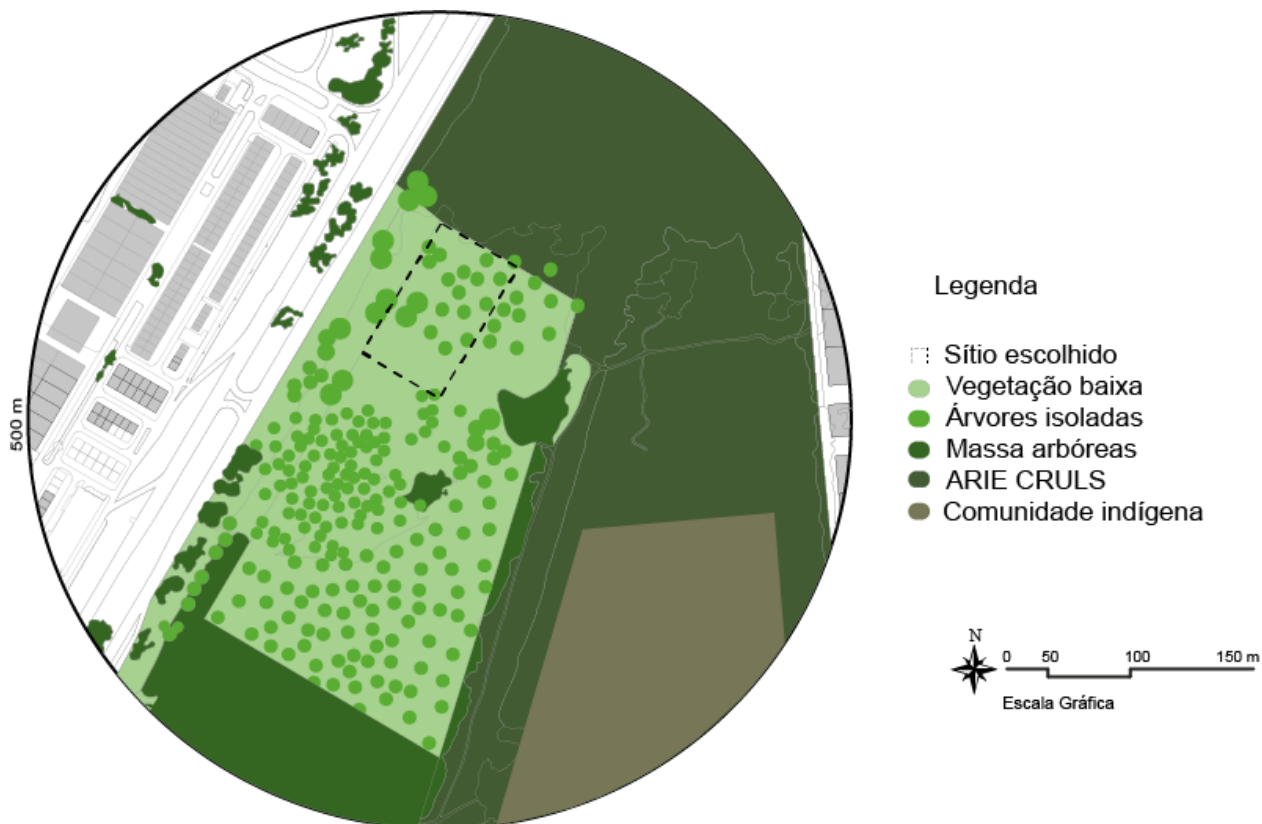 500 m
Legenda
Sítio escolhido
Vegetação baixa
Árvores isoladas
Massa arbóreas
ARIE CRULS
Comunidade indígena
N
0 50 100 150 m
Escala Gráfica